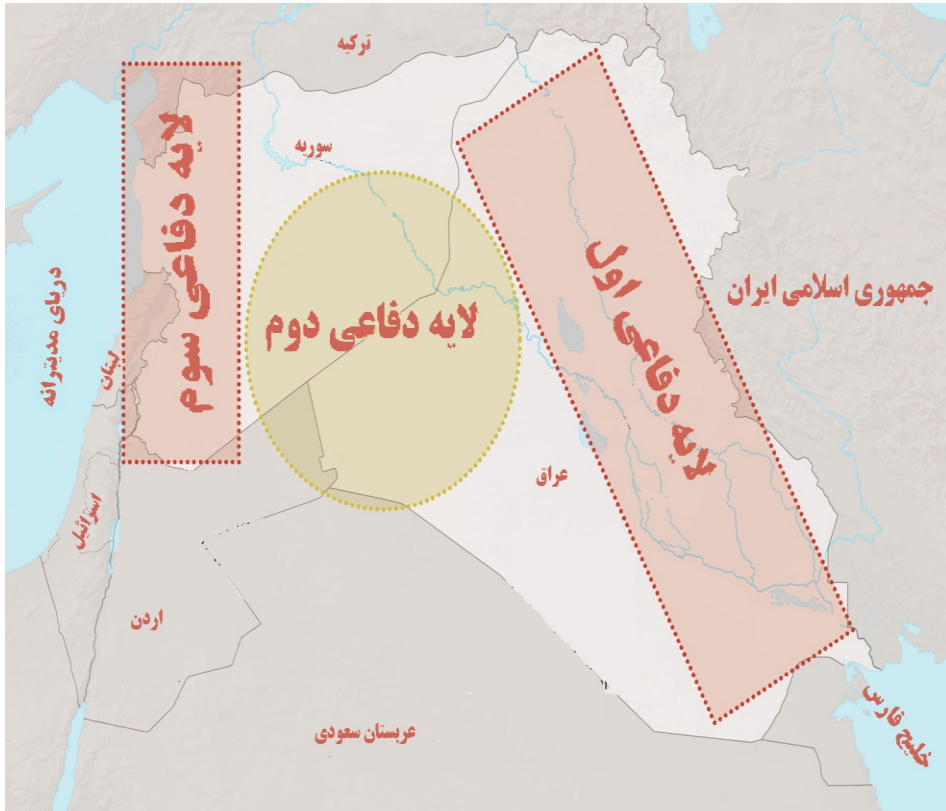 ترکیه
سوریه
لایه دفاعی سوم
لایه دفاعی دوم
لایه دفاعی اول
جمهوری اسلامی ایران
دریای مدیترانه
لبنان
عراق
اسرائیل
اردن
عربستان سعودی
خلیج فارس